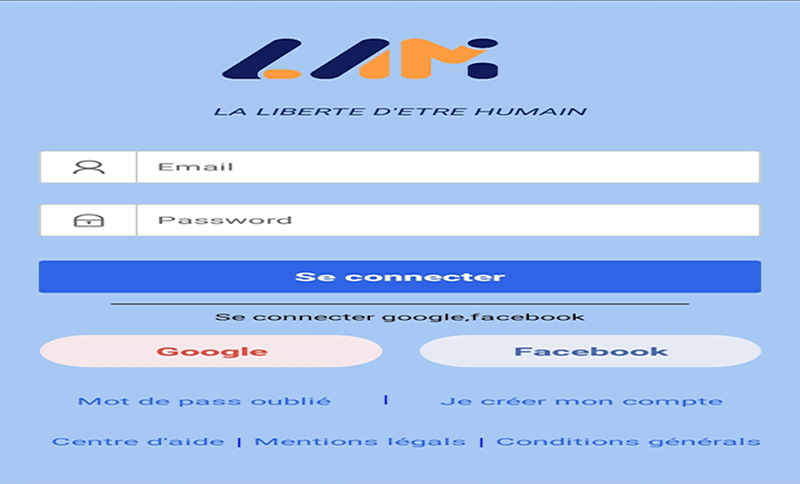 LAM
LA LIBERTE D'ETRE HUMAIN
Email
Password
Se connecter
Se connecter google,facebook
Google Facebook
Mot de pass oublié | Je créer mon compte
Centre d'aide | Mentions légals | Conditions générals